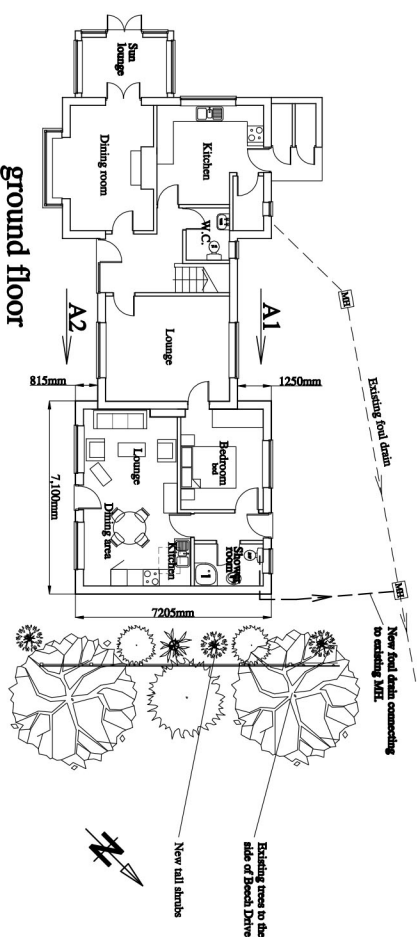 Sun
lounge
Dining room
Kitchen
W.C.
Lounge
A1
A2
815mm
1250mm
Bedroom
bed
Lounge
Dining area
Kitchen
Shower
room
7,100mm
7205mm
MH
Existing foul drain
MH
New foul drain connecting
to existing MH.
Existing trees to the
side of Beech Drive
New tall shrubs
N
ground floor